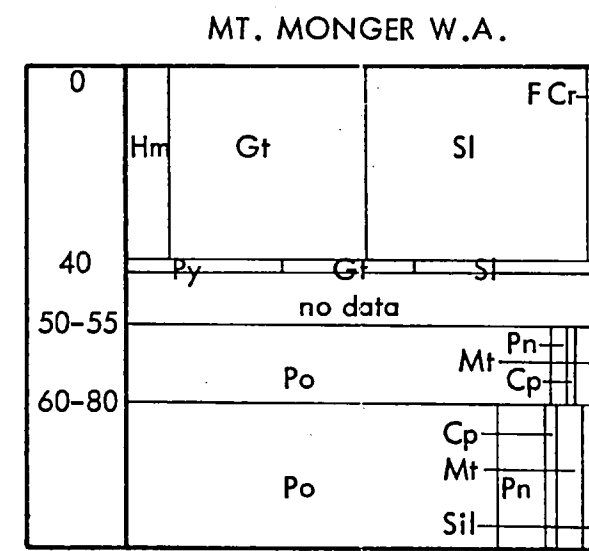 MT. MONGER W.A.
0
F Cr
Hm Gt Sl
40 Py Gt Sl
no data
50-55
Pn
Mt
Po Cp
60-80
Cp
Mt
Po Pn
Sil